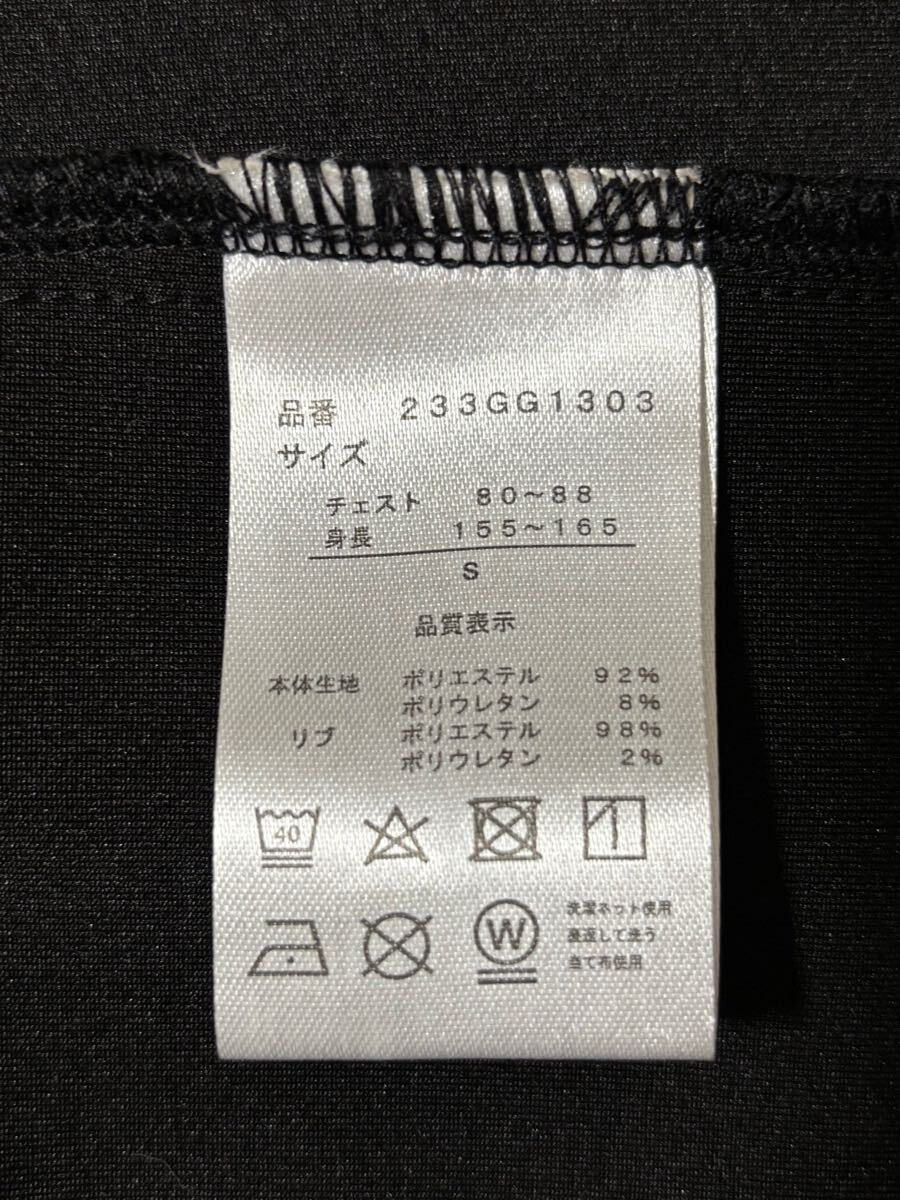 品番 233GG1303
サイズ
チェスト 80~88
身長 155~165
S
品質表示
本体生地 ポリエステル 92%
ポリウレタン 8%
リブ ポリエステル 98%
ポリウレタン 2%
40
W
洗濯ネット使用
裏返して洗う
当て布使用